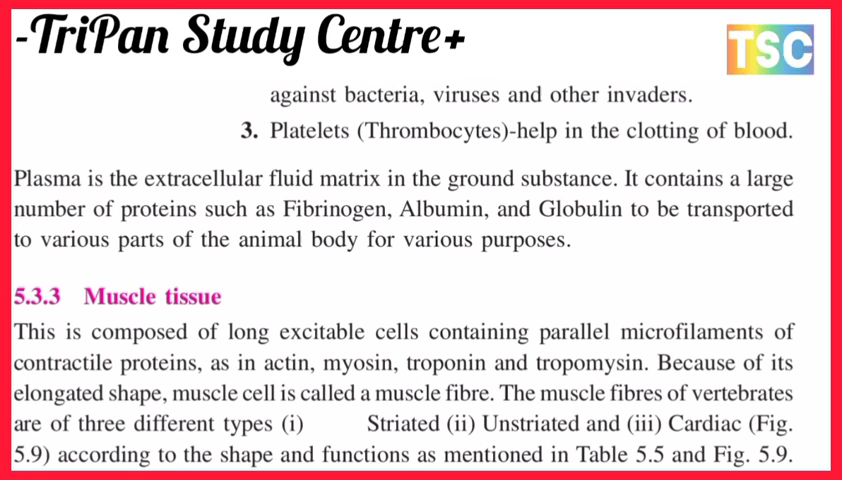 -TriPan Study Centre+
TSC
against bacteria, viruses and other invaders.
3. Platelets (Thrombocytes)-help in the clotting of blood.
Plasma is the extracellular fluid matrix in the ground substance. It contains a large
number of proteins such as Fibrinogen, Albumin, and Globulin to be transported
to various parts of the animal body for various purposes.
5.3.3 Muscle tissue
This is composed of long excitable cells containing parallel microfilaments of
contractile proteins, as in actin, myosin, troponin and tropomysin. Because of its
elongated shape, muscle cell is called a muscle fibre. The muscle fibres of vertebrates
are of three different types (i) Striated (ii) Unstriated and (iii) Cardiac (Fig.
5.9) according to the shape and functions as mentioned in Table 5.5 and Fig. 5.9.